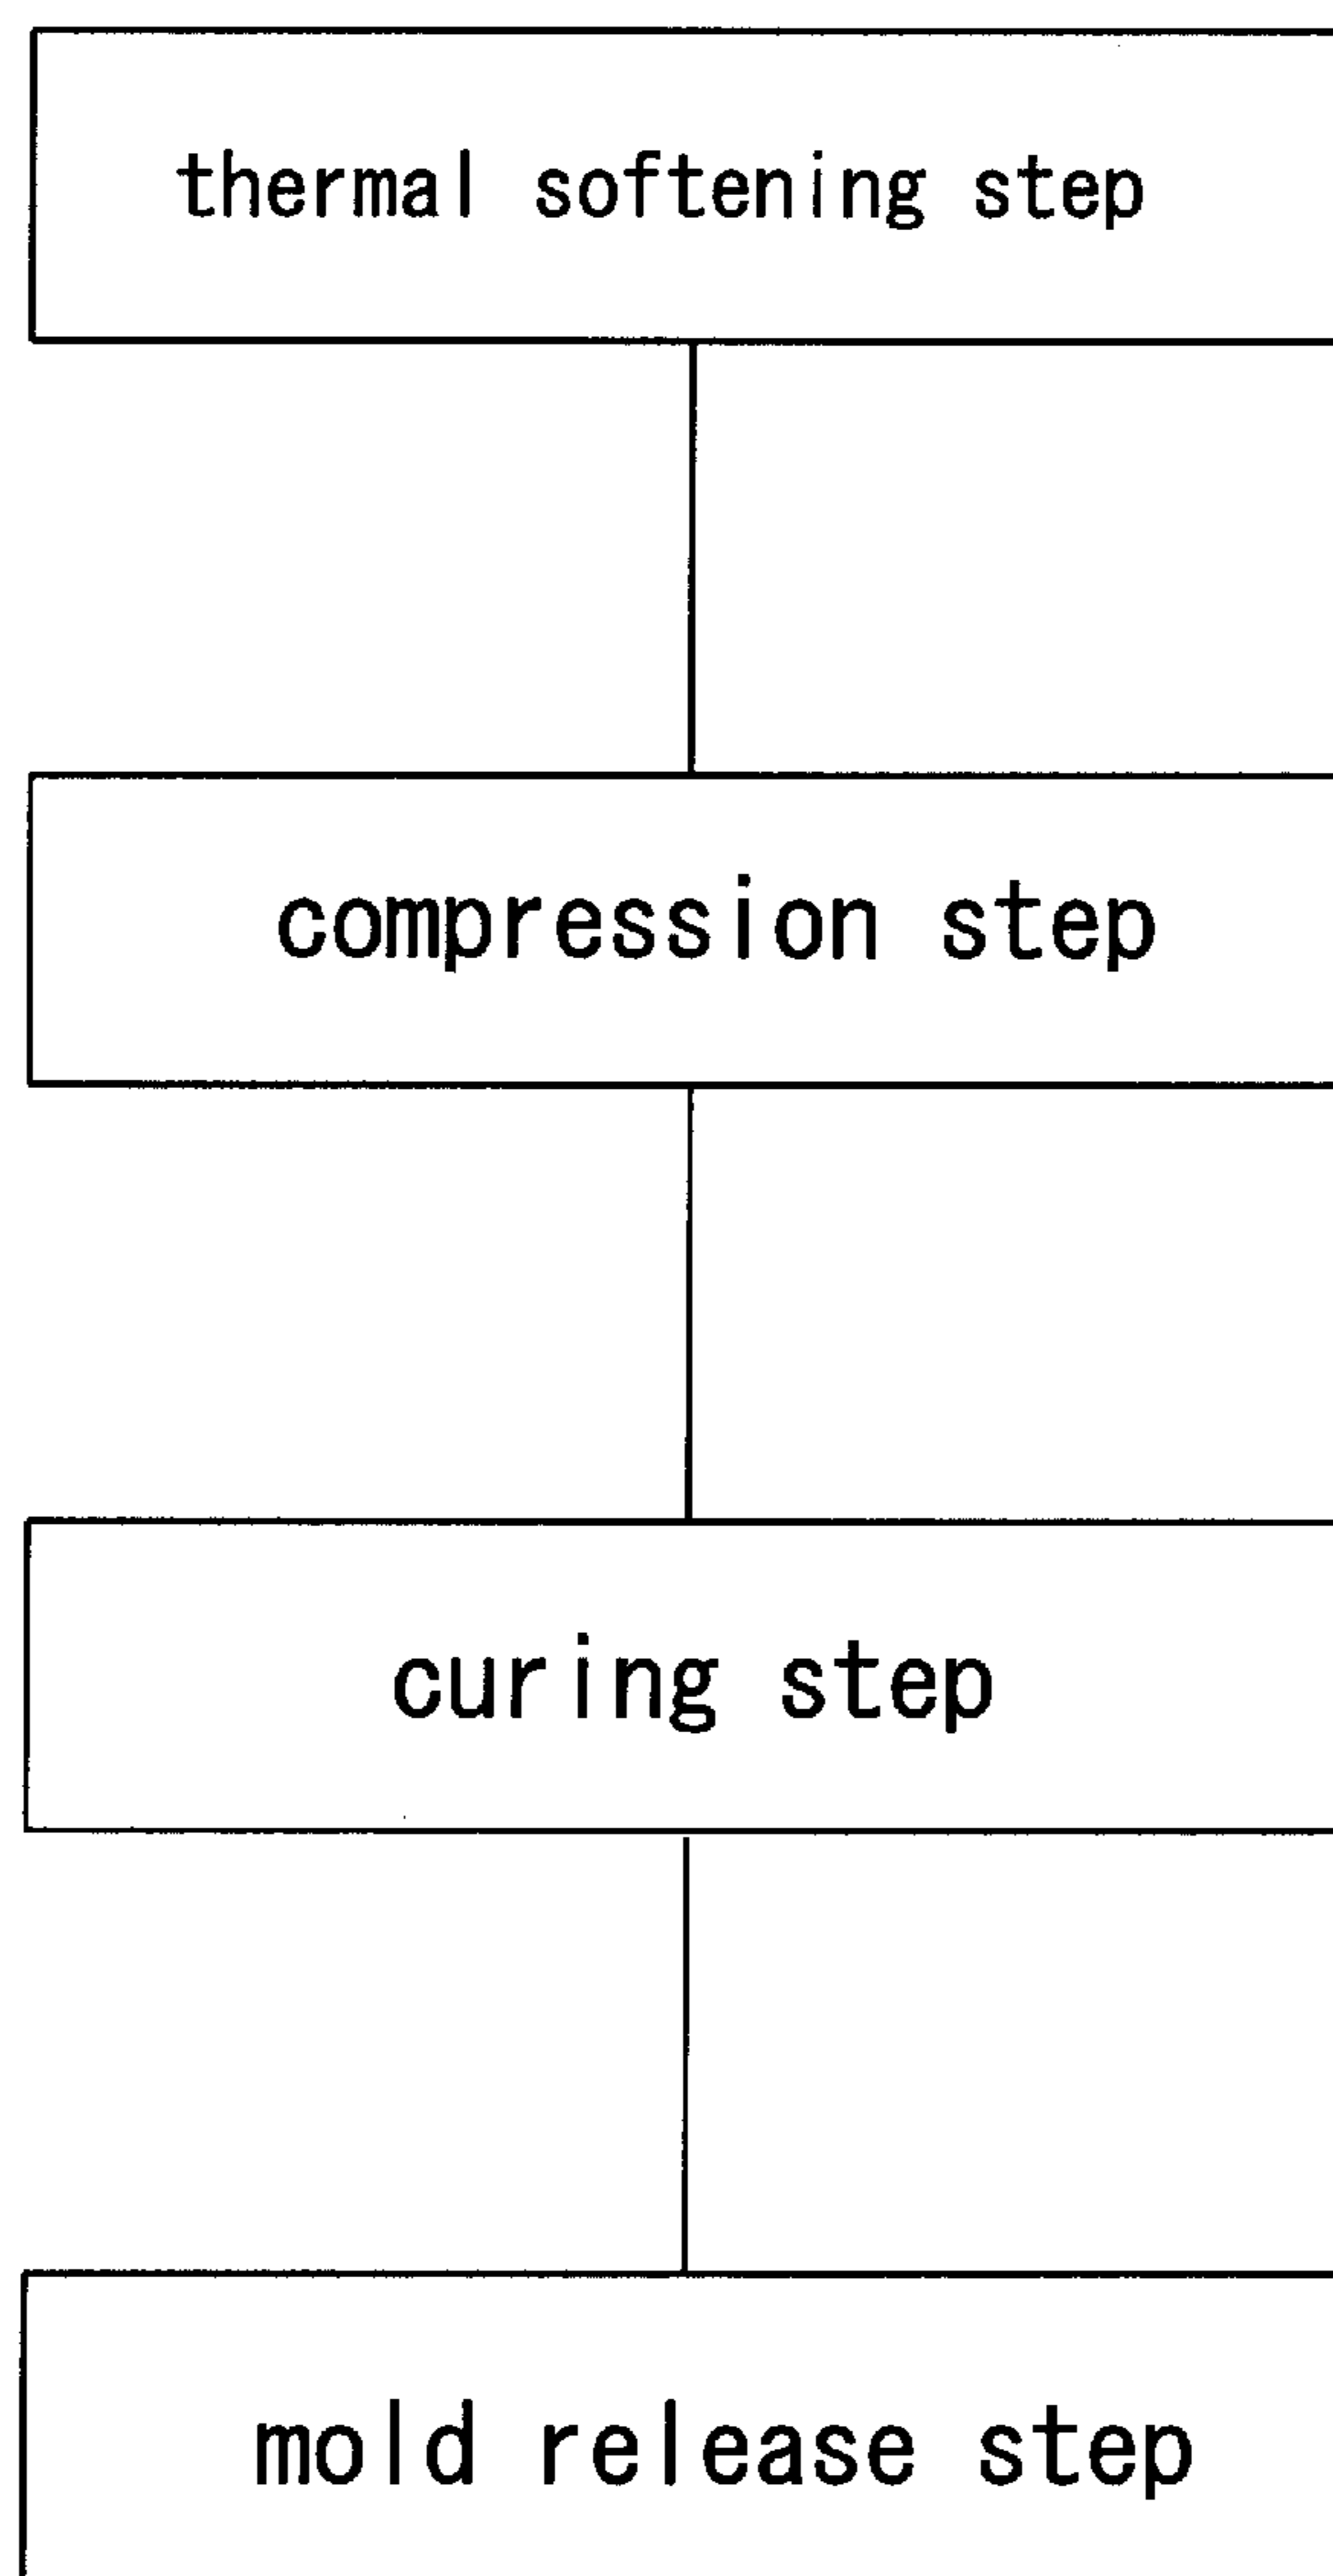 thermal softening step
compression step
curing step
mold release step